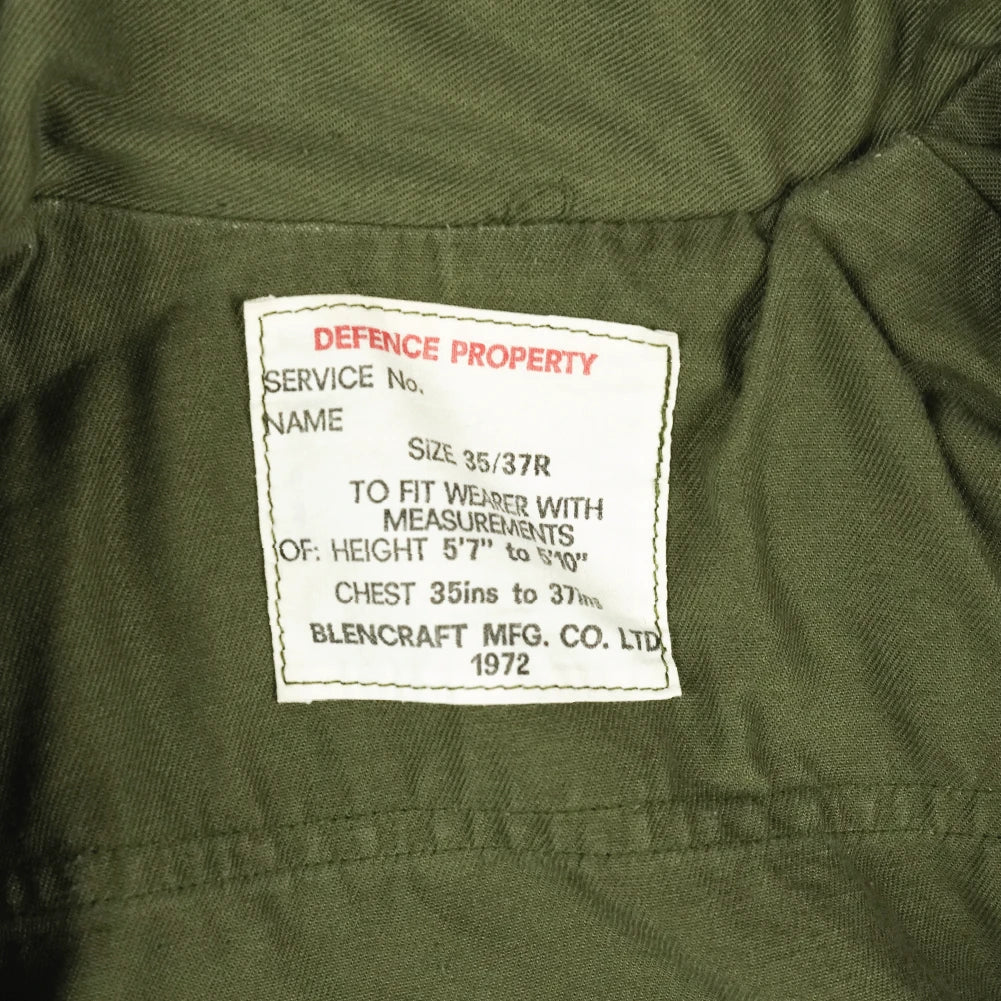 DEFENCE PROPERTY
SERVICE No.
NAME
SIZE 35/37R
TO FIT WEARER WITH
MEASUREMENTS
OF: HEIGHT 5'7" to 5'10"
CHEST 35ins to 37ins
BLENCRAFT MFG. CO. LTD
1972